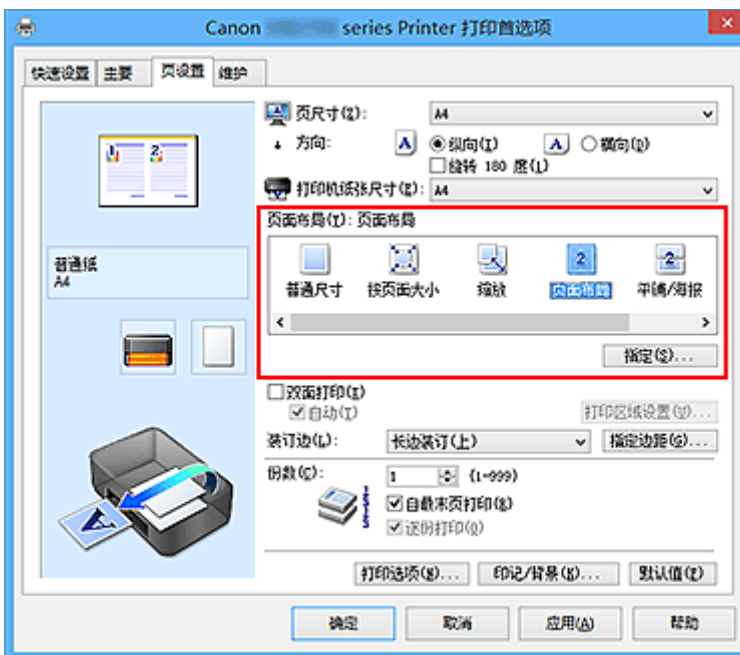 Canon series Printer 打印首选项
快速设置 主要 页设置 维护
页尺寸(Z): A4
方向: A 纵向(I) A 横向(D)
旋转 180 度(L)
打印机纸张尺寸(E): A4
页面布局(Y): 页面布局
1 2
普通纸
A4
2 2
普通尺寸 按页面大小 缩放 页面布局 平铺/海报
指定(S)...
双面打印(X)
自动(T) 打印区域设置(U)...
装订边(L): 长边装订(上) 指定边距(G)...
份数(C): 1 (1-999)
自最末页打印(R)
逐份打印(O)
A
打印选项(N)... 印记/背景(B)... 默认值(F)
确定 取消 应用(A) 帮助